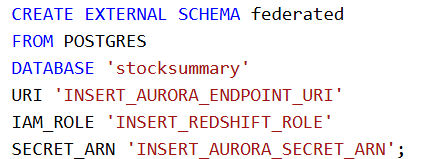 CREATE EXTERNAL SCHEMA federated
FROM POSTGRES
DATABASE 'stocksummary'
URI 'INSERT_AURORA_ENDPOINT_URI'
IAM_ROLE 'INSERT_REDSHIFT_ROLE'
SECRET_ARN 'INSERT_AURORA_SECRET_ARN';